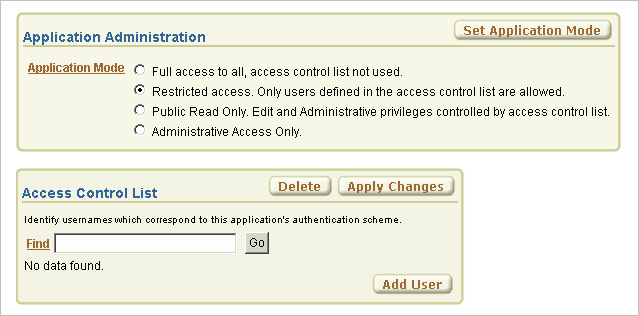 Application Administration
Set Application Mode
Application Mode
Full access to all, access control list not used.
Restricted access. Only users defined in the access control list are allowed.
Public Read Only. Edit and Administrative privileges controlled by access control list.
Administrative Access Only.
Access Control List
Delete
Apply Changes
Identify usernames which correspond to this application's authentication scheme.
Find
Go
No data found.
Add User